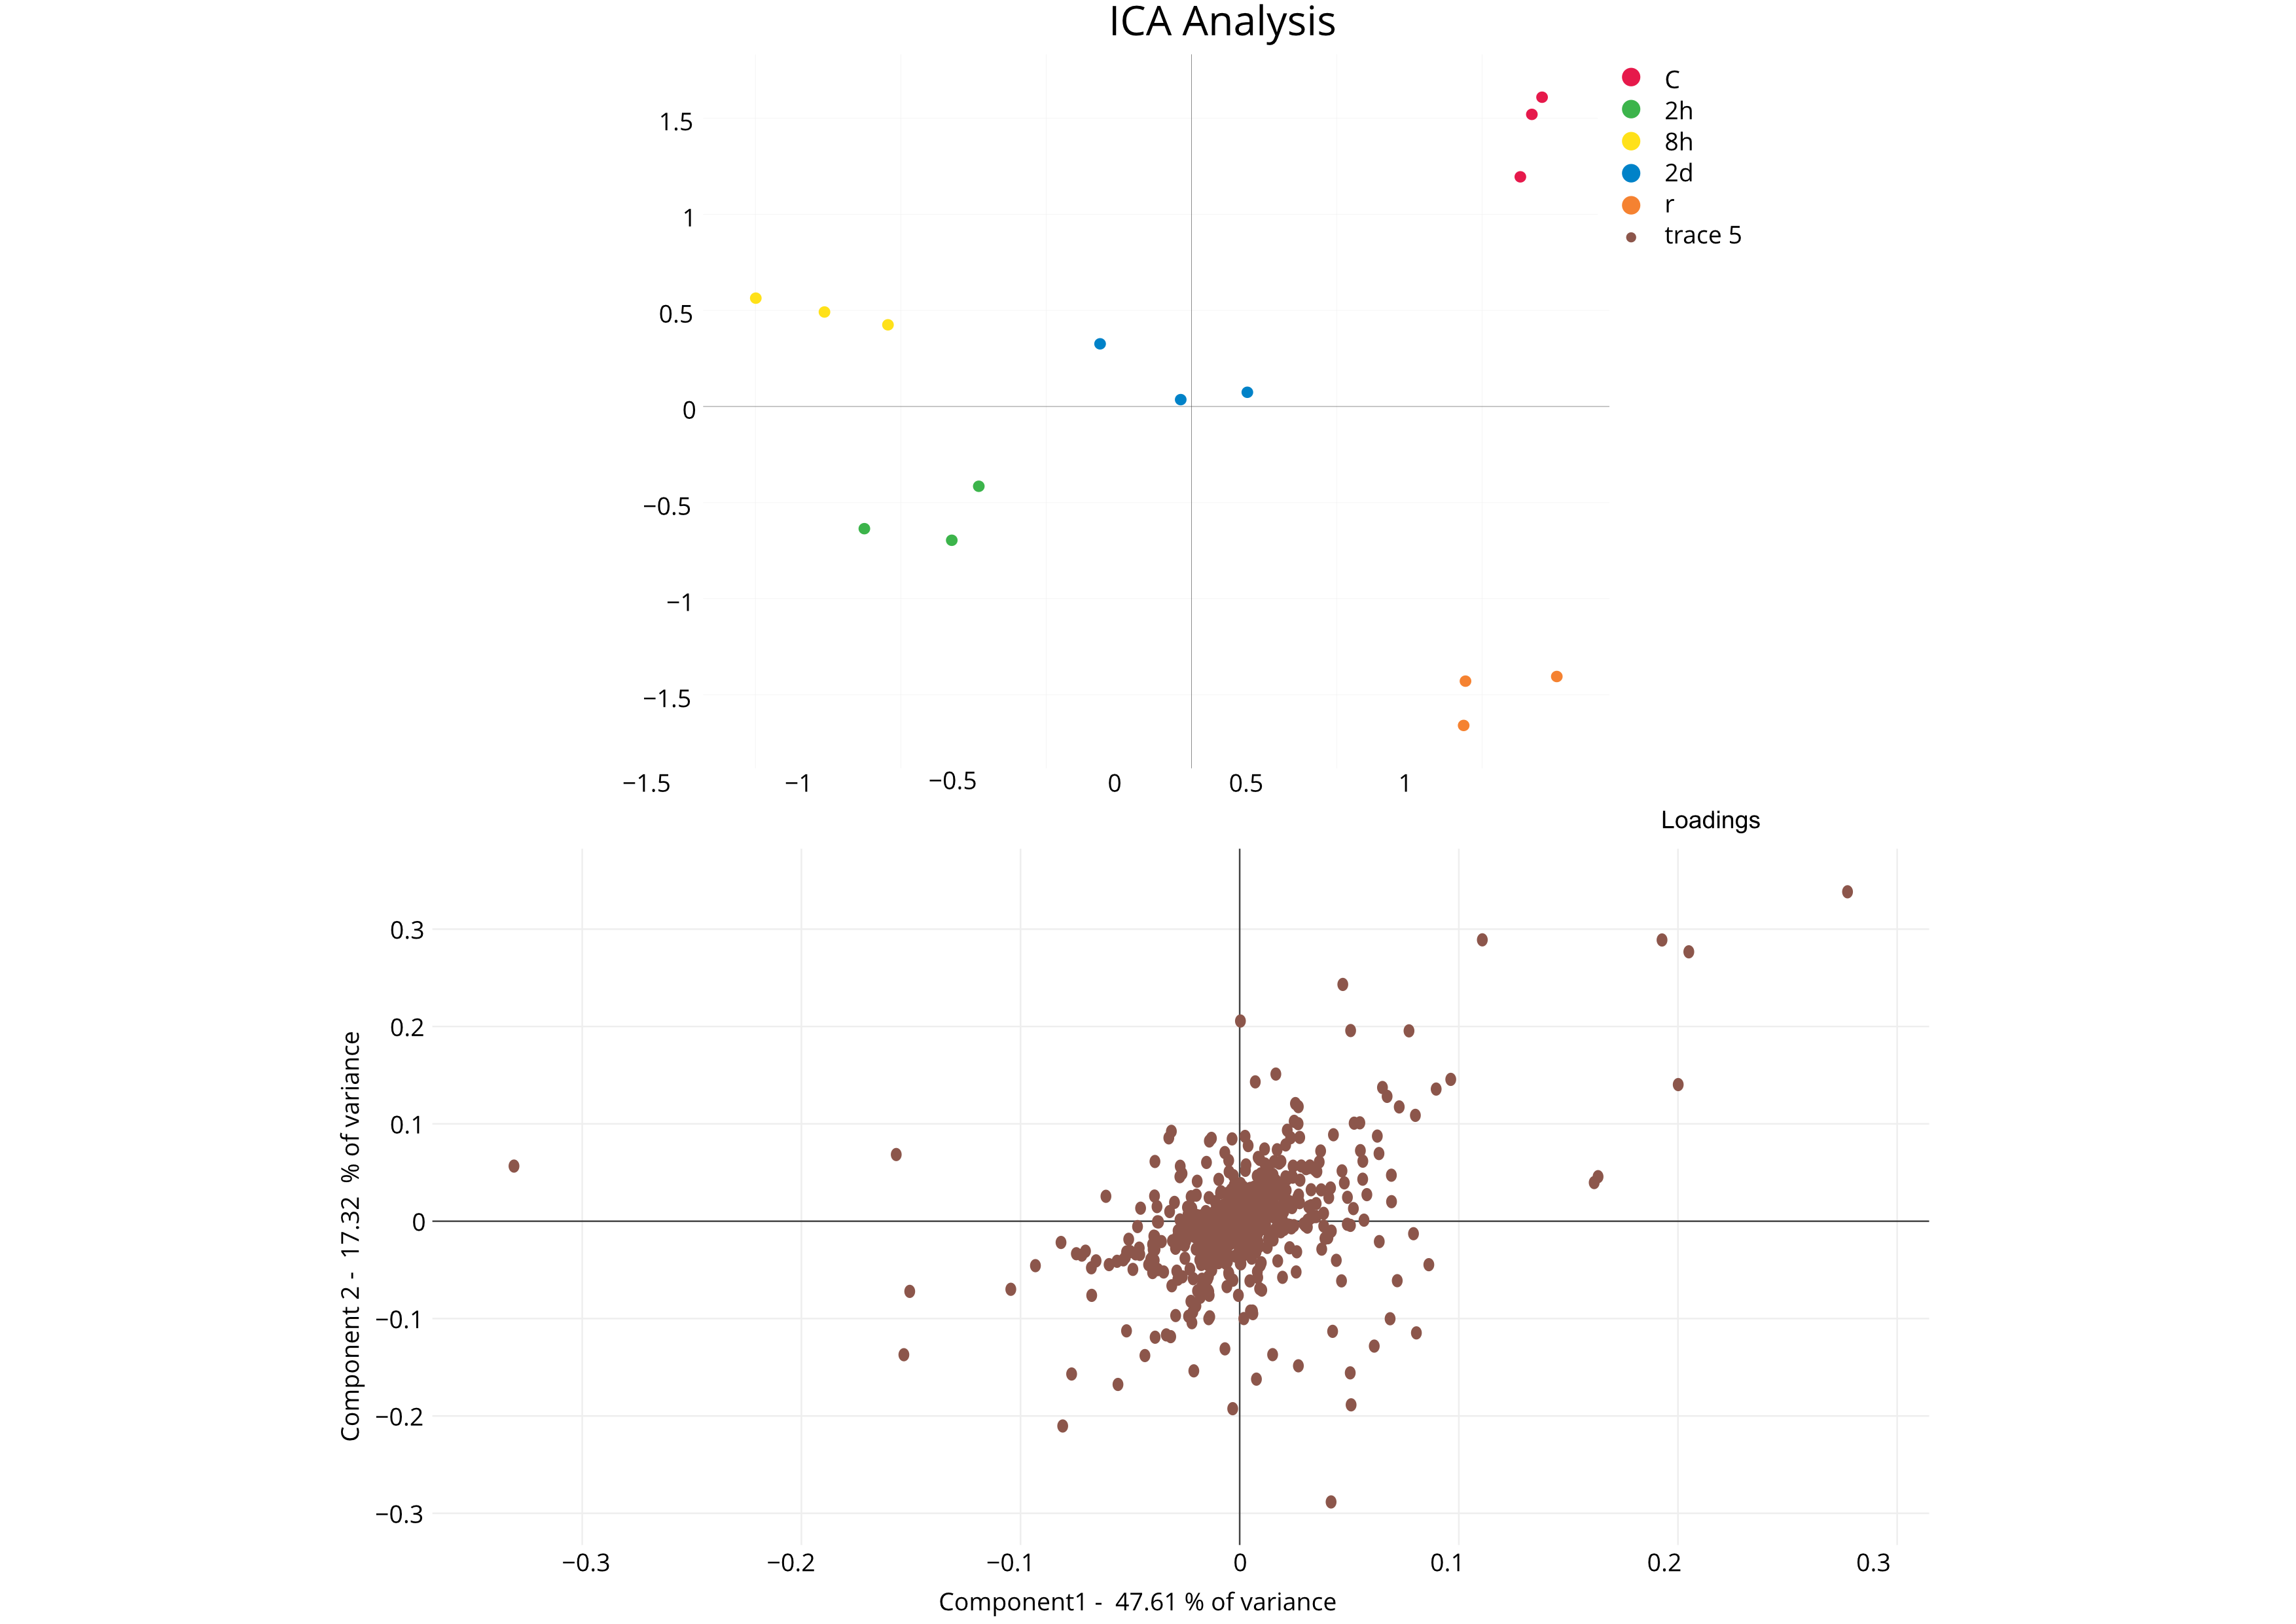 ICA Analysis
C
2h
8h
2d
r
trace 5
1.5
1
0.5
0
−0.5
−1
−1.5
−1.5 −1 −0.5 0 0.5 1
Loadings
0.3
0.2
0.1
0
−0.1
−0.2
−0.3
Component 2 - 17.32 % of variance
−0.3 −0.2 −0.1 0 0.1 0.2 0.3
Component1 - 47.61 % of variance